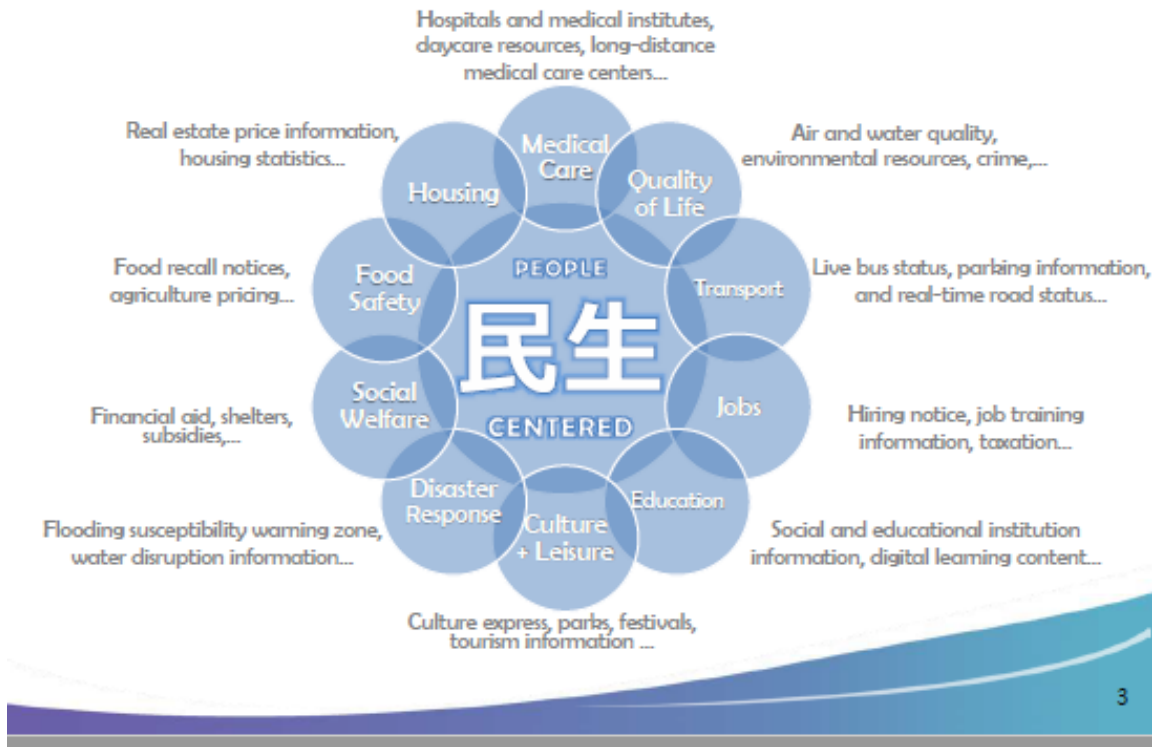 Hospitals and medical institutes,
daycare resources, long-distance
medical care centers...
Real estate price information,
housing statistics...
Air and water quality,
environmental resources, crime,...
Medical
Care
Housing
Quality
of Life
Food recall notices,
agriculture pricing...
Food
Safety
PEOPLE
民生
CENTERED
Transport
Live bus status, parking information,
and real-time road status...
Financial aid, shelters,
subsidies,...
Social
Welfare
Jobs
Hiring notice, job training
information, taxation...
Flooding susceptibility warning zone,
water disruption information...
Disaster
Response
Culture
+ Leisure
Education
Social and educational institution
information, digital learning content...
Culture express, parks, festivals,
tourism information ...
3